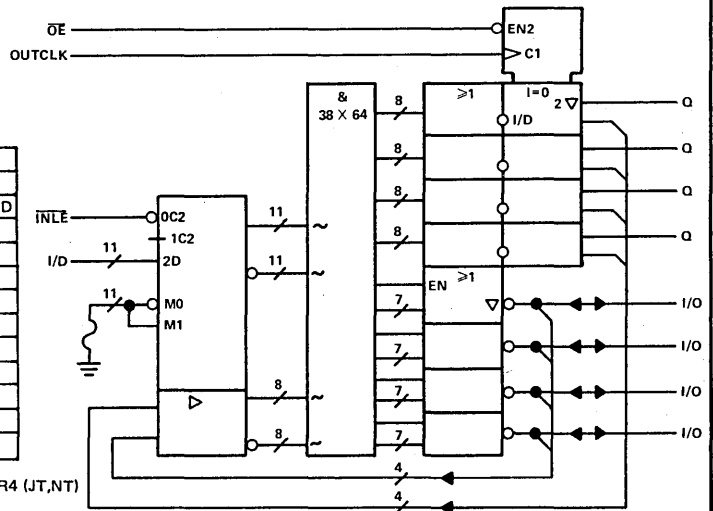 OE
OUTCLK
EN2
C1
&
38 X 64
8
≥1
I=0
2 ▽
Q
I/D
8
Q
8
Q
8
Q
D
INLE
0C2
1C2
I/D
11
2D
11
M0
M1
11
~
11
~
EN
≥1
7
▽
I/O
7
I/O
7
I/O
7
I/O
▷
8
~
8
~
4
4
R4 (JT,NT)